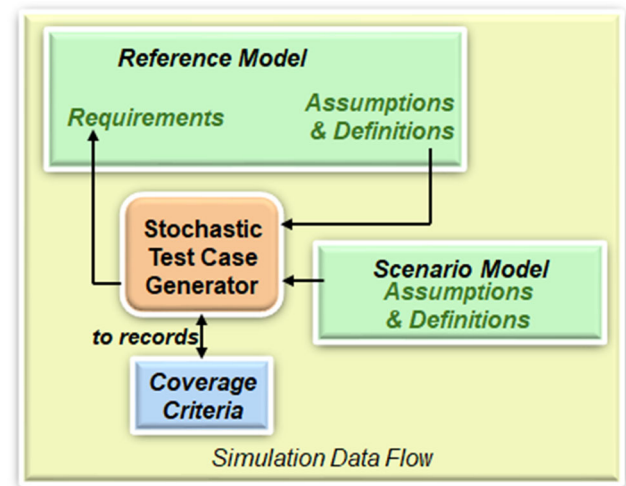 Reference Model
Requirements
Assumptions
& Definitions
Stochastic
Test Case
Generator
Scenario Model
Assumptions
& Definitions
to records
Coverage
Criteria
Simulation Data Flow